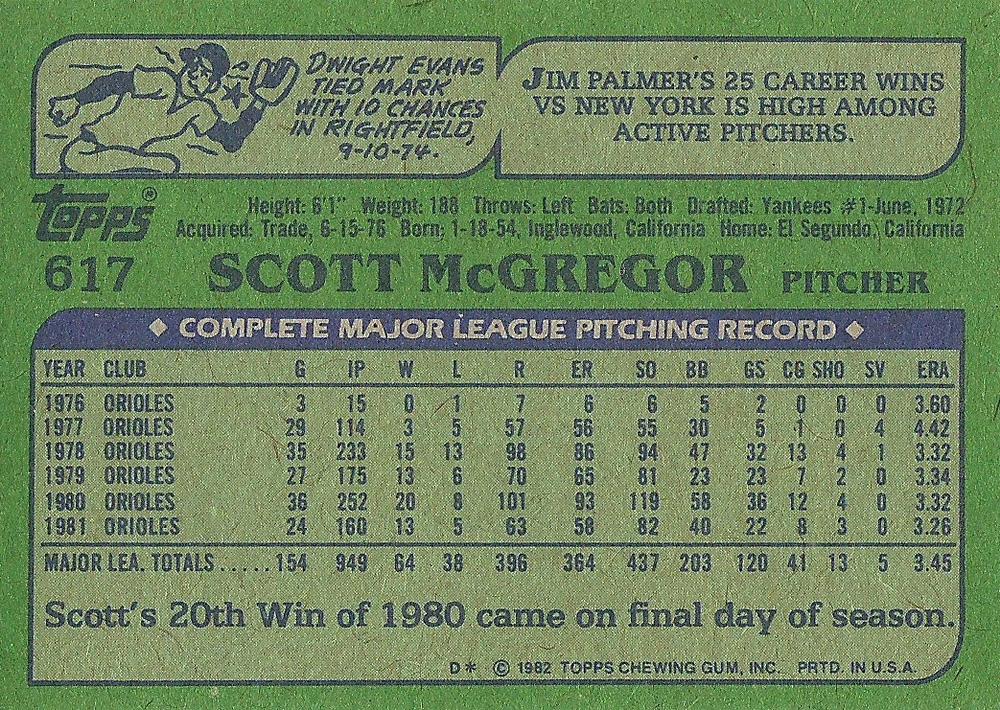 DWIGHT EVANS
TIED MARK
WITH 10 CHANCES
IN RIGHTFIELD,
9-10-74.
JIM PALMER'S 25 CAREER WINS
VS NEW YORK IS HIGH AMONG
ACTIVE PITCHERS.
Topps®
Height: 6'1" Weight: 188 Throws: Left Bats: Both Drafted: Yankees #1-June, 1972
Acquired: Trade, 6-15-76 Born: 1-18-54, Inglewood, California Home: El Segundo, California
617 SCOTT McGREGOR PITCHER
◆ COMPLETE MAJOR LEAGUE PITCHING RECORD ◆
YEAR CLUB G IP W L R ER SO BB GS CG SHO SV ERA
1976 ORIOLES 3 15 0 1 7 6 6 5 2 0 0 0 3.60
1977 ORIOLES 29 114 3 5 57 56 55 30 5 1 0 4 4.42
1978 ORIOLES 35 233 15 13 98 86 94 47 32 13 4 1 3.32
1979 ORIOLES 27 175 13 6 70 65 81 23 23 7 2 0 3.34
1980 ORIOLES 36 252 20 8 101 93 119 58 36 12 4 0 3.32
1981 ORIOLES 24 160 13 5 63 58 82 40 22 8 3 0 3.26
MAJOR LEA. TOTALS.....154 949 64 38 396 364 437 203 120 41 13 5 3.45
Scott's 20th Win of 1980 came on final day of season.
D* © 1982 TOPPS CHEWING GUM, INC. PRTD. IN U.S.A.